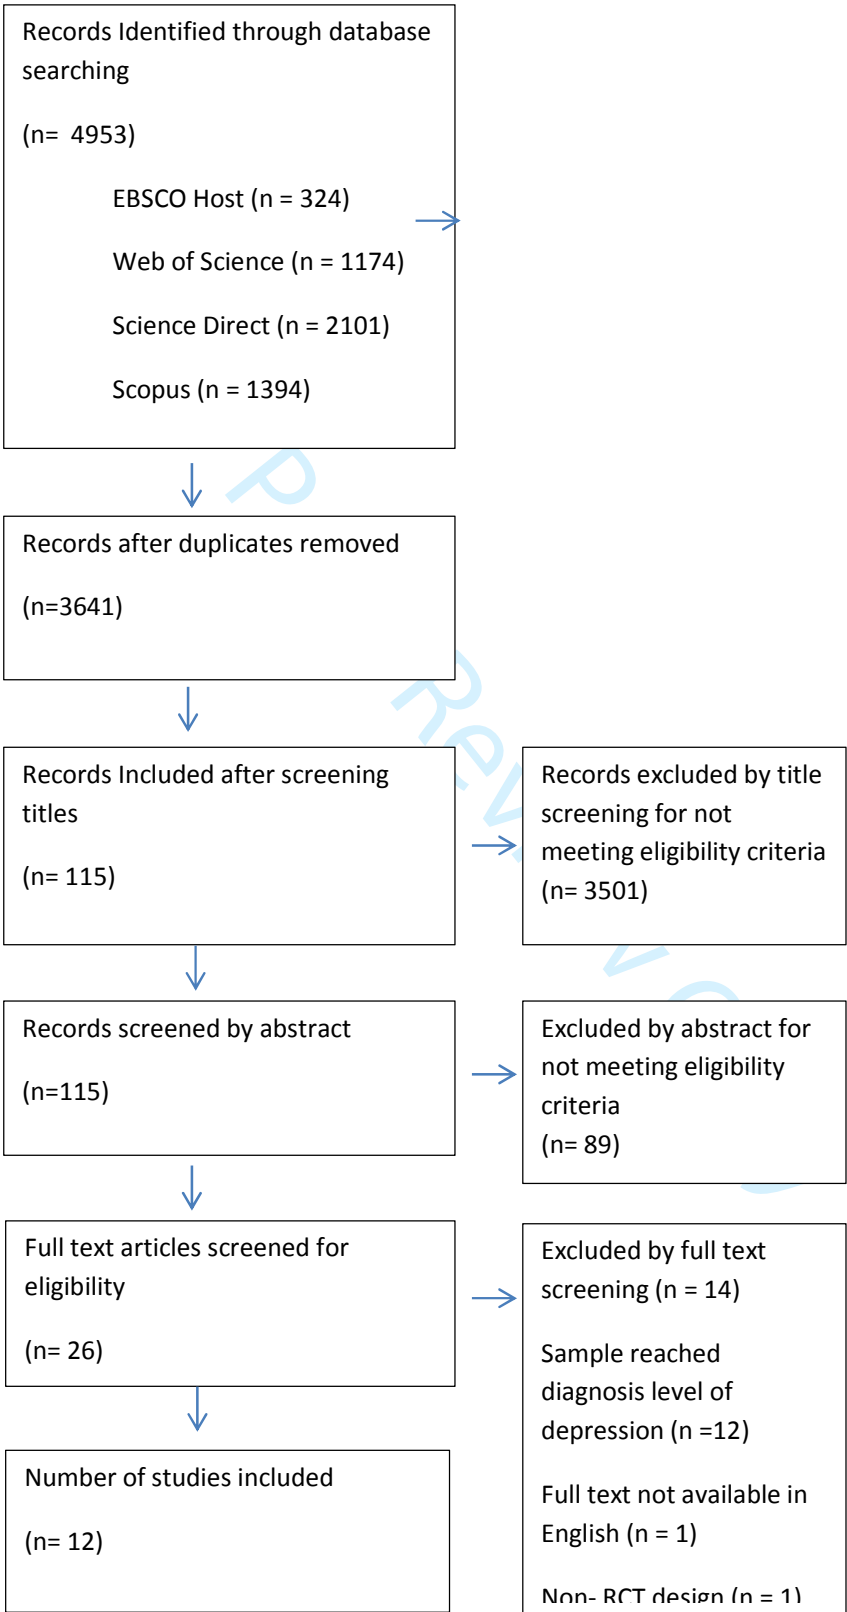 Records Identified through database
searching
(n=  4953)
EBSCO Host (n = 324)
Web of Science (n = 1174)
Science Direct (n = 2101)
Scopus (n = 1394)
Records after duplicates removed
(n=3641)
Records Included after screening
titles
(n= 115)
Records excluded by title
screening for not
meeting eligibility criteria
(n= 3501)
Records screened by abstract
(n=115)
Excluded by abstract for
not meeting eligibility
criteria
(n= 89)
Full text articles screened for
eligibility
(n= 26)
Excluded by full text
screening (n = 14)
Sample reached
diagnosis level of
depression (n =12)
Full text not available in
English (n = 1)
Non- RCT design (n = 1)
Number of studies included
(n= 12)